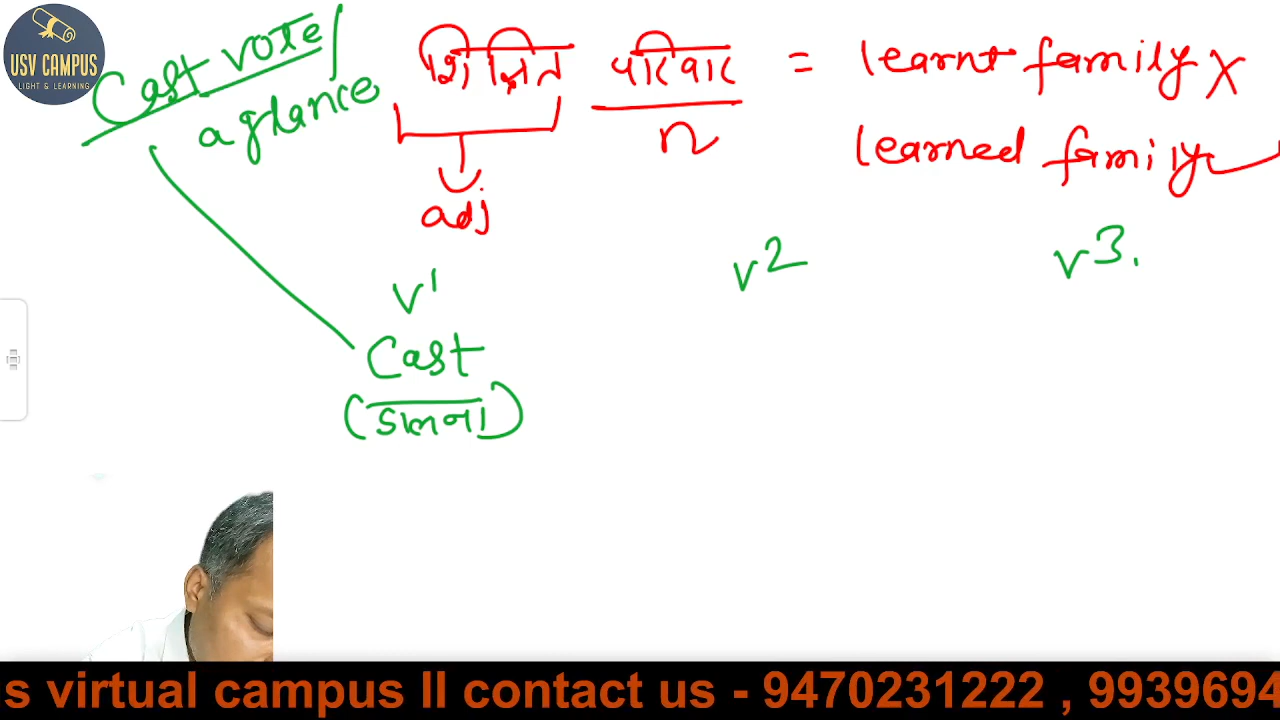 USV CAMPUS
LIGHT & LEARNING
Cast vote/
a glance
शिक्षित परिवार = learnt family X
learned family ✓
adj
n
V1 V2 V3.
Cast
(डालना)
s virtual campus II contact us - 9470231222 , 9939694